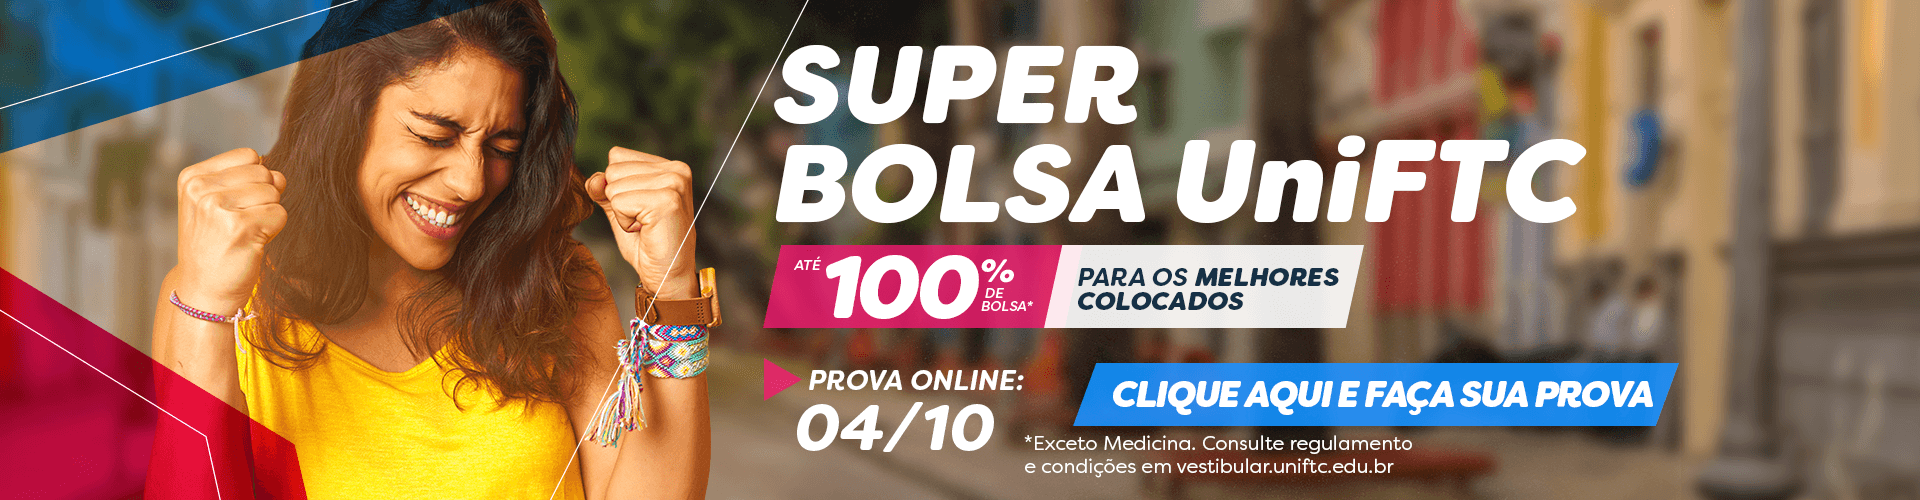 SUPER
BOLSA UniFTC
ATÉ 100% DE BOLSA*
PARA OS MELHORES
COLOCADOS
PROVA ONLINE:
04/10
CLIQUE AQUI E FAÇA SUA PROVA
*Exceto Medicina. Consulte regulamento
e condições em vestibular.uniftc.edu.br